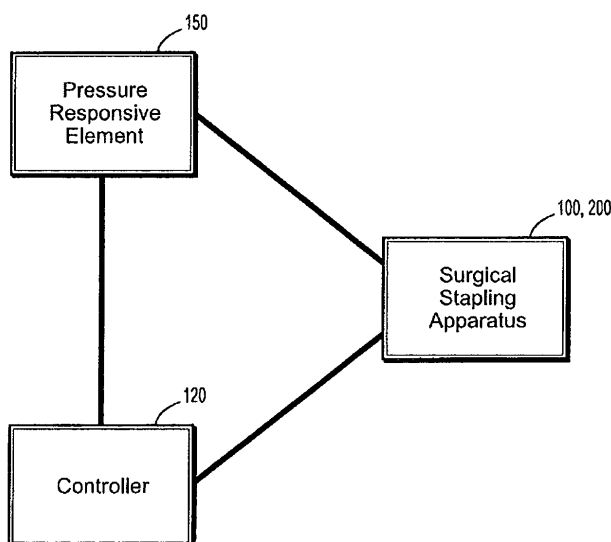 150
Pressure
Responsive
Element
100, 200
Surgical
Stapling
Apparatus
120
Controller